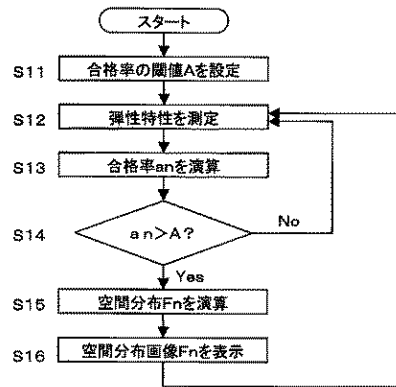 スタート
S11 合格率の閾値Aを設定
S12 弾性特性を測定
S13 合格率anを演算
S14 an>A? No
Yes
S15 空間分布Fnを演算
S16 空間分布画像Fnを表示